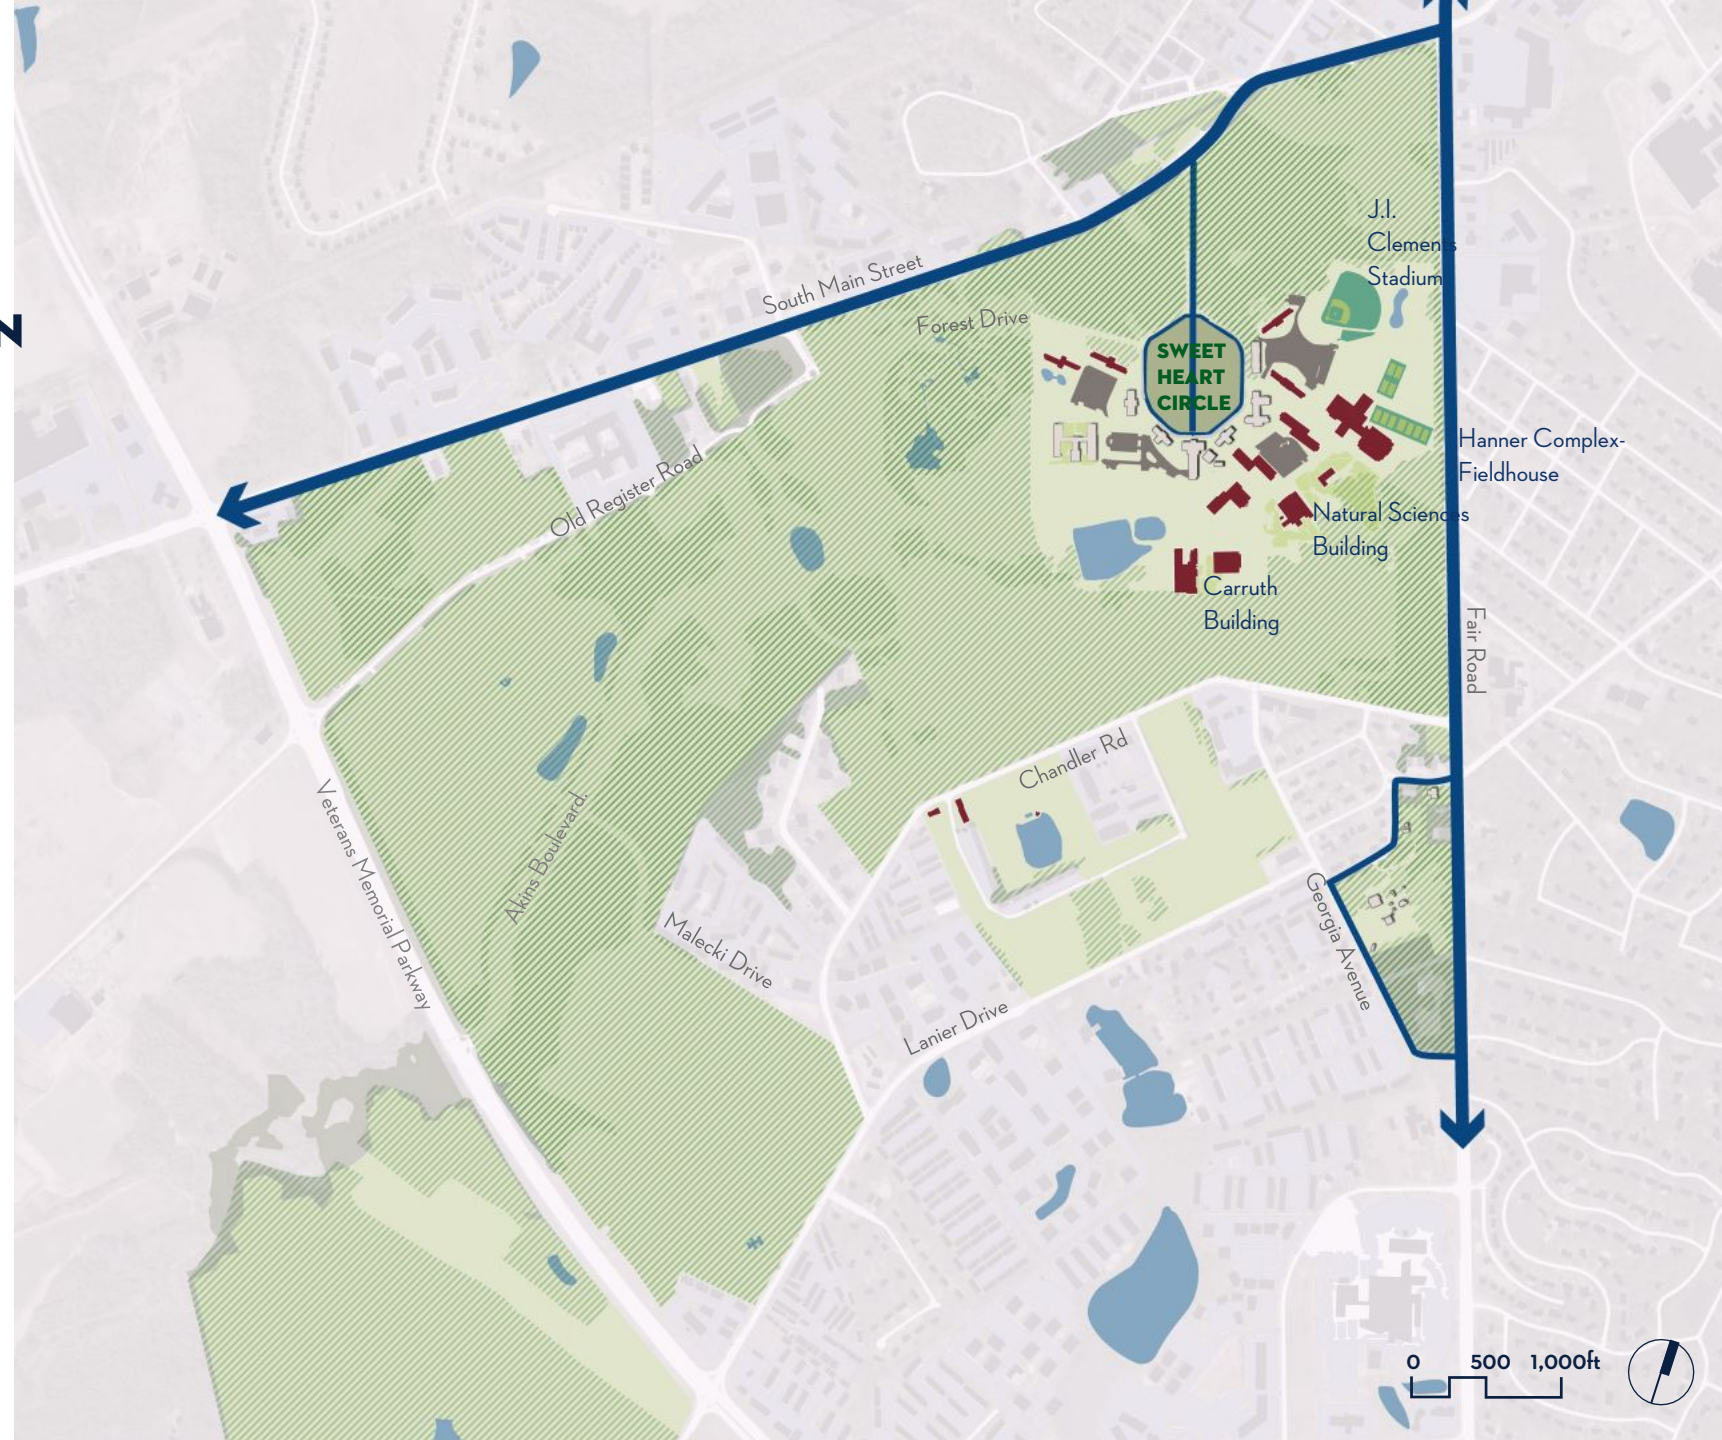 J.I.
Clements
Stadium
South Main Street
Forest Drive
SWEET
HEART
CIRCLE
Hanner Complex-
Fieldhouse
Old Register Road
Natural Sciences
Building
Carruth
Building
Fair Road
Chandler Rd
Veterans Memorial Parkway
Akins Boulevard.
Malecki Drive
Georgia Avenue
Lanier Drive
0 500 1,000ft